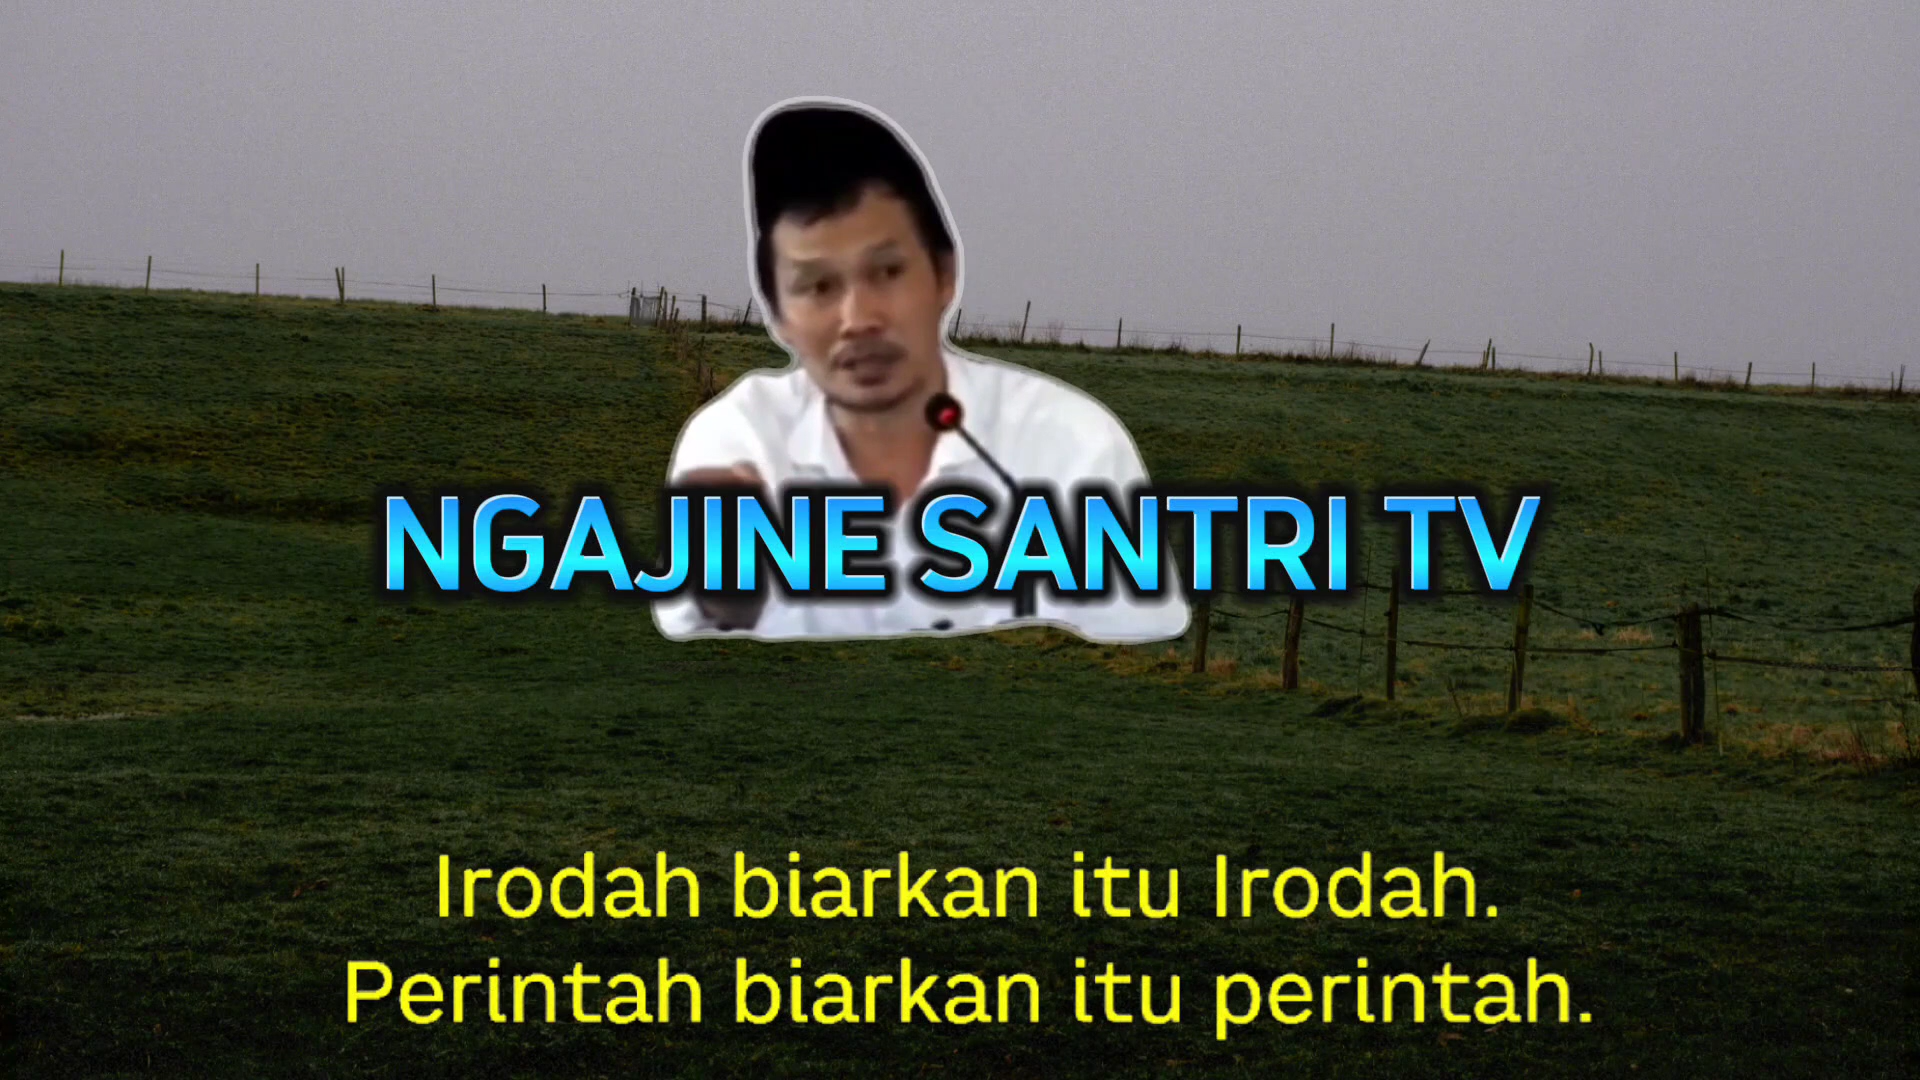 NGAJINE SANTRI TV
Irodah biarkan itu Irodah.
Perintah biarkan itu perintah.